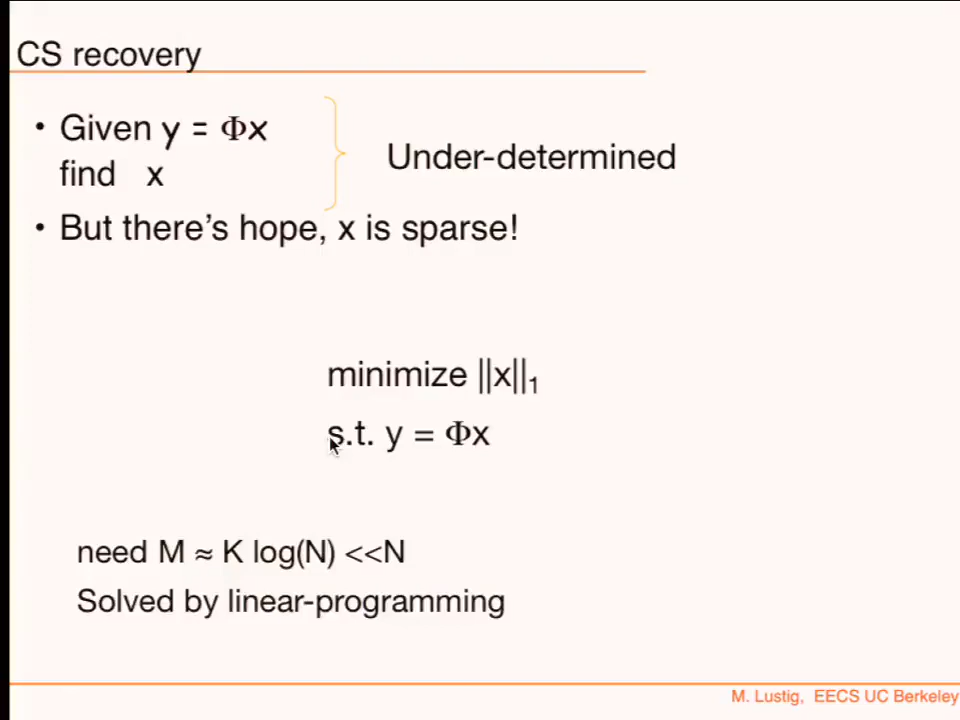 CS recovery
• Given y = Φx
find x
Under-determined
• But there's hope, x is sparse!
minimize ||x||₁
s.t. y = Φx
need M ≈ K log(N) <<N
Solved by linear-programming
M. Lustig, EECS UC Berkeley